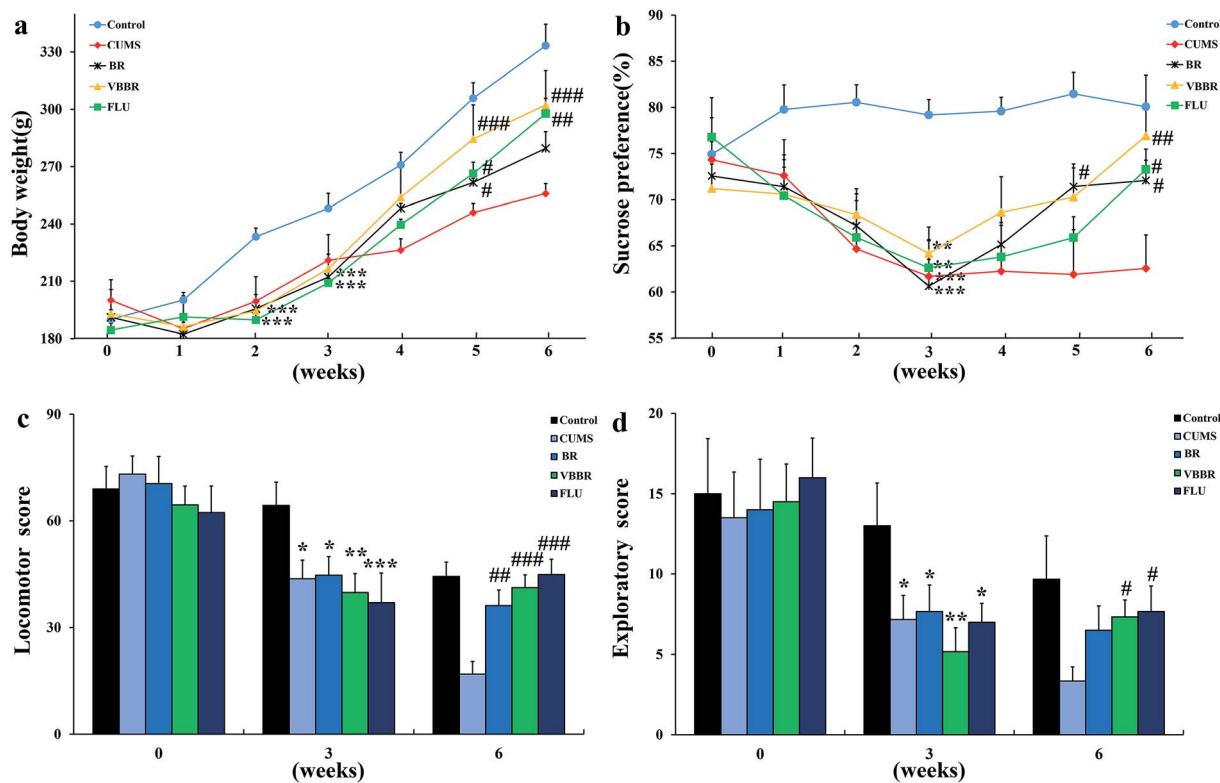 a
Control
CUMS
BR
VBBR
FLU
Body weight(g)
330
300
270
240
210
180
###
##
###
#
#
***
***
***
***
0 1 2 3 4 5 6
(weeks)
b
Control
CUMS
BR
VBBR
FLU
Sucrose preference(%)
90
85
80
75
70
65
60
55
##
#
#
#
**
**
***
***
0 1 2 3 4 5 6
(weeks)
c
Control
CUMS
BR
VBBR
FLU
Locomotor score
90
60
30
0
* * ** ***
## ### ###
0 3 6
(weeks)
d
Control
CUMS
BR
VBBR
FLU
Exploratory score
20
15
10
5
0
* * ** *
# #
0 3 6
(weeks)